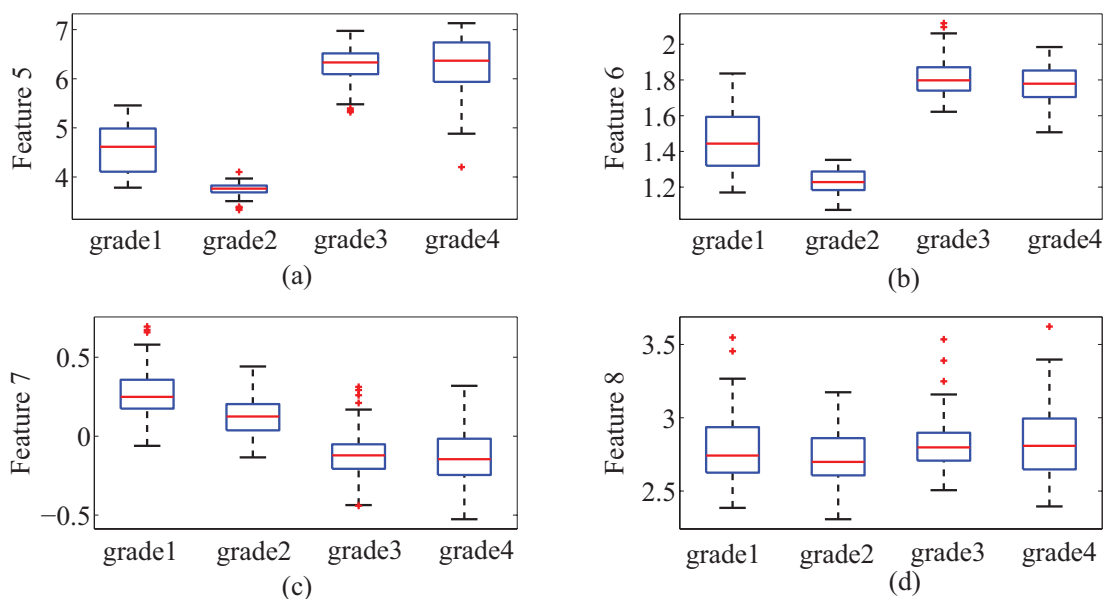 Feature 5
7
6
5
4
grade1 grade2 grade3 grade4
(a)
Feature 6
2
1.8
1.6
1.4
1.2
grade1 grade2 grade3 grade4
(b)
Feature 7
0.5
0
−0.5
grade1 grade2 grade3 grade4
(c)
Feature 8
3.5
3
2.5
grade1 grade2 grade3 grade4
(d)